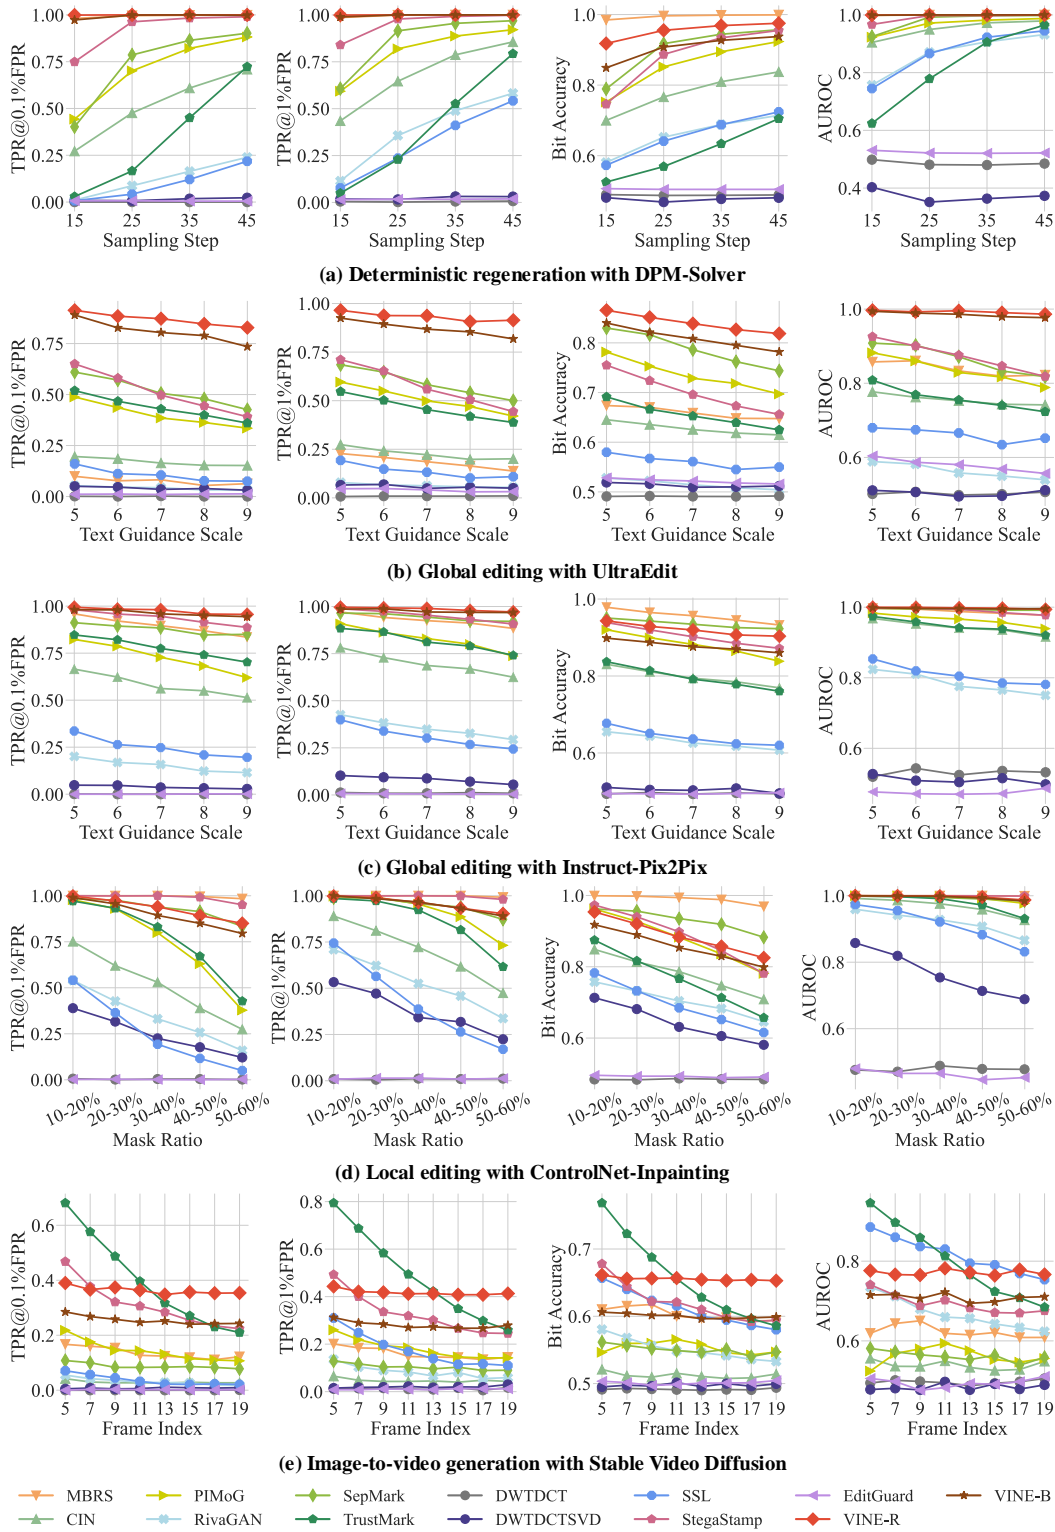 1.00
0.75
0.50
0.25
0.00
TPR@0.1%FPR
15 25 35 45
Sampling Step
1.00
0.75
0.50
0.25
0.00
TPR@1%FPR
15 25 35 45
Sampling Step
1.0
0.9
0.8
0.7
0.6
0.5
Bit Accuracy
15 25 35 45
Sampling Step
1.0
0.8
0.6
0.4
AUROC
15 25 35 45
Sampling Step
(a) Deterministic regeneration with DPM-Solver
0.75
0.50
0.25
0.00
TPR@0.1%FPR
5 6 7 8 9
Text Guidance Scale
1.00
0.75
0.50
0.25
0.00
TPR@1%FPR
5 6 7 8 9
Text Guidance Scale
0.8
0.7
0.6
0.5
Bit Accuracy
5 6 7 8 9
Text Guidance Scale
1.0
0.8
0.6
AUROC
5 6 7 8 9
Text Guidance Scale
(b) Global editing with UltraEdit
1.00
0.75
0.50
0.25
0.00
TPR@0.1%FPR
5 6 7 8 9
Text Guidance Scale
1.00
0.75
0.50
0.25
0.00
TPR@1%FPR
5 6 7 8 9
Text Guidance Scale
1.0
0.8
0.6
Bit Accuracy
5 6 7 8 9
Text Guidance Scale
1.0
0.8
0.6
AUROC
5 6 7 8 9
Text Guidance Scale
(c) Global editing with Instruct-Pix2Pix
1.00
0.75
0.50
0.25
0.00
TPR@0.1%FPR
10-20% 20-30% 30-40% 40-50% 50-60%
Mask Ratio
1.00
0.75
0.50
0.25
0.00
TPR@1%FPR
10-20% 20-30% 30-40% 40-50% 50-60%
Mask Ratio
1.0
0.8
0.6
Bit Accuracy
10-20% 20-30% 30-40% 40-50% 50-60%
Mask Ratio
1.0
0.8
0.6
AUROC
10-20% 20-30% 30-40% 40-50% 50-60%
Mask Ratio
(d) Local editing with ControlNet-Inpainting
0.6
0.4
0.2
0.0
TPR@0.1%FPR
5 7 9 11 13 15 17 19
Frame Index
0.8
0.6
0.4
0.2
0.0
TPR@1%FPR
5 7 9 11 13 15 17 19
Frame Index
0.7
0.6
0.5
Bit Accuracy
5 7 9 11 13 15 17 19
Frame Index
0.8
0.6
AUROC
5 7 9 11 13 15 17 19
Frame Index
(e) Image-to-video generation with Stable Video Diffusion
MBRS PIMoG SepMark DWTDCT SSL EditGuard VINE-B
CIN RivaGAN TrustMark DWTDCTSVD StegaStamp VINE-R